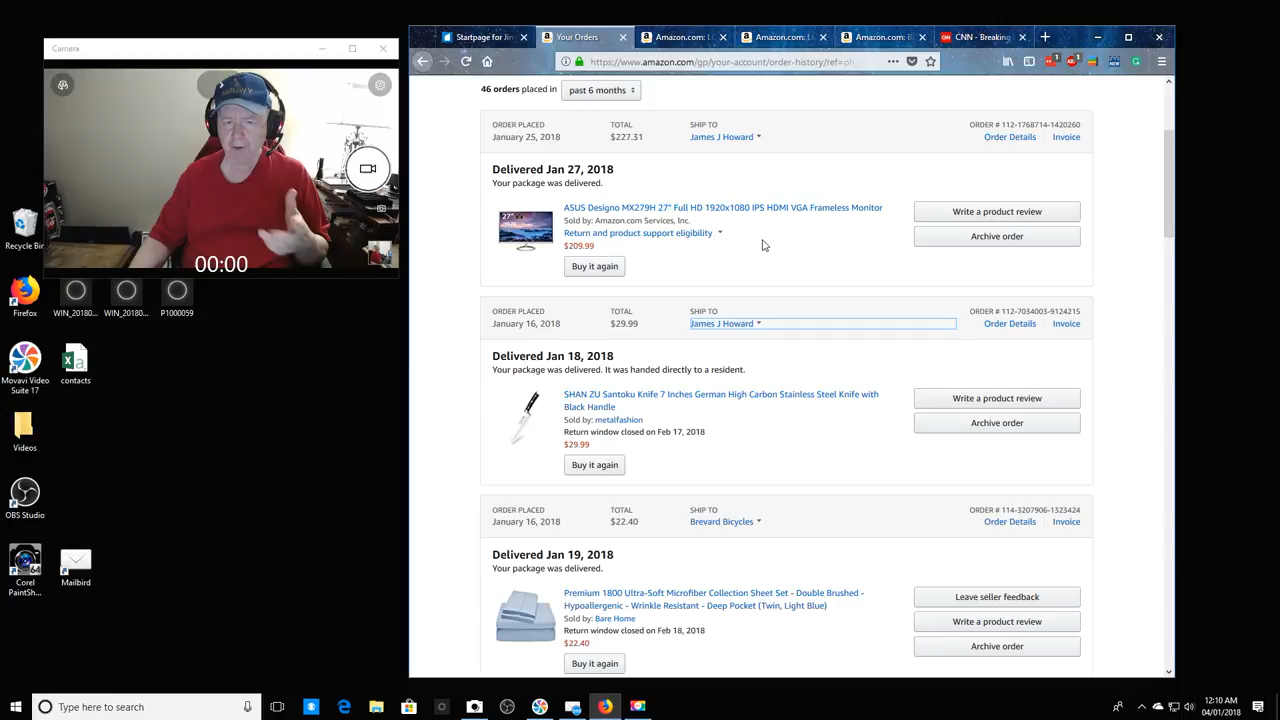 Camera
00:00
Recycle Bin
Firefox
WIN_20180...
WIN_20180...
P1000059
Movavi Video
Suite 17
contacts
Videos
OBS Studio
Corel
PaintSh...
Mailbird
Startpage for Jin
Your Orders
Amazon.com: L
Amazon.com: L
Amazon.com: B
CNN - Breaking
https://www.amazon.com/gp/your-account/order-history/ref=oh
46 orders placed in
past 6 months
ORDER PLACED
TOTAL
SHIP TO
ORDER # 112-1768714-1420260
January 25, 2018
$227.31
James J Howard
Order Details
Invoice
Delivered Jan 27, 2018
Your package was delivered.
27"
ASUS Designo MX279H 27" Full HD 1920x1080 IPS HDMI VGA Frameless Monitor
Sold by: Amazon.com Services, Inc.
Return and product support eligibility
$209.99
Buy it again
Write a product review
Archive order
ORDER PLACED
TOTAL
SHIP TO
ORDER # 112-7034003-9124215
January 16, 2018
$29.99
James J Howard
Order Details
Invoice
Delivered Jan 18, 2018
Your package was delivered. It was handed directly to a resident.
SHAN ZU Santoku Knife 7 Inches German High Carbon Stainless Steel Knife with
Black Handle
Sold by: metalfashion
Return window closed on Feb 17, 2018
$29.99
Buy it again
Write a product review
Archive order
ORDER PLACED
TOTAL
SHIP TO
ORDER # 114-3207906-1323424
January 16, 2018
$22.40
Brevard Bicycles
Order Details
Invoice
Delivered Jan 19, 2018
Your package was delivered.
Premium 1800 Ultra-Soft Microfiber Collection Sheet Set - Double Brushed -
Hypoallergenic - Wrinkle Resistant - Deep Pocket (Twin, Light Blue)
Sold by: Bare Home
Return window closed on Feb 18, 2018
$22.40
Buy it again
Leave seller feedback
Write a product review
Archive order
Type here to search
12:10 AM
04/01/2018